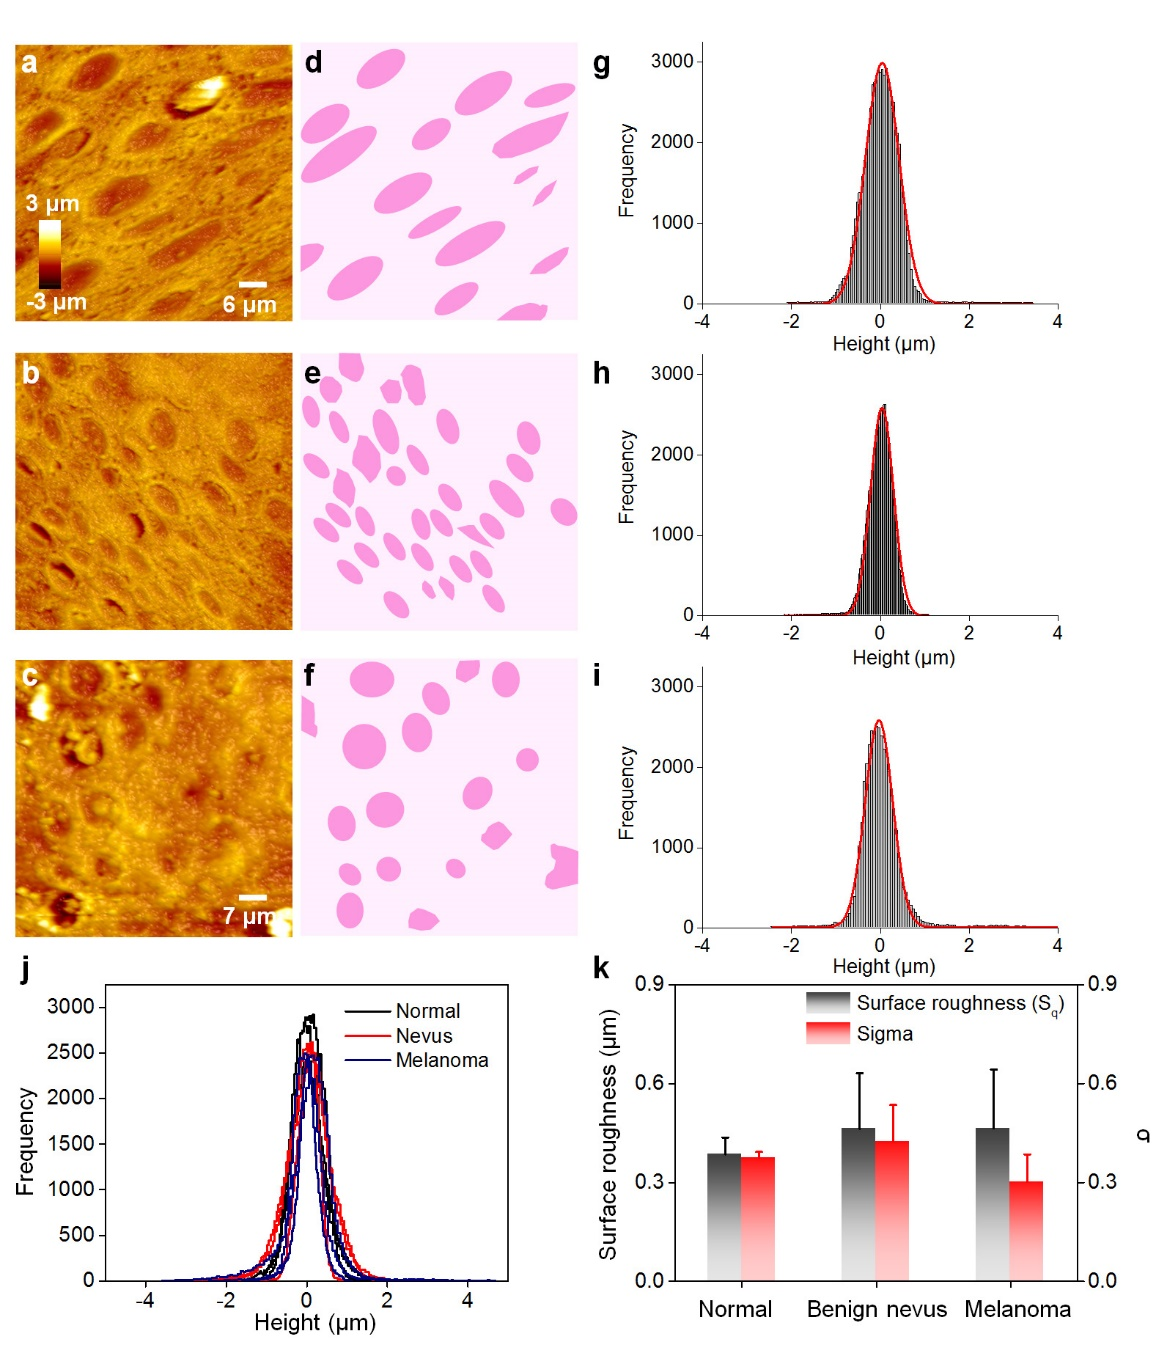 a
3 µm
-3 µm
6 µm
d
g
3000
2000
1000
0
Frequency
-4 -2 0 2 4
Height (µm)
b
e
h
3000
2000
1000
0
Frequency
-4 -2 0 2 4
Height (µm)
c
7 µm
f
i
3000
2000
1000
0
Frequency
-4 -2 0 2 4
Height (µm)
j
3000
2500
2000
1500
1000
500
0
Frequency
Normal
Nevus
Melanoma
-4 -2 0 2 4
Height (µm)
k
0.9
0.6
0.3
0.0
Surface roughness (µm)
Surface roughness (Sq)
Sigma
0.9
0.6
0.3
0.0
σ
Normal Benign nevus Melanoma